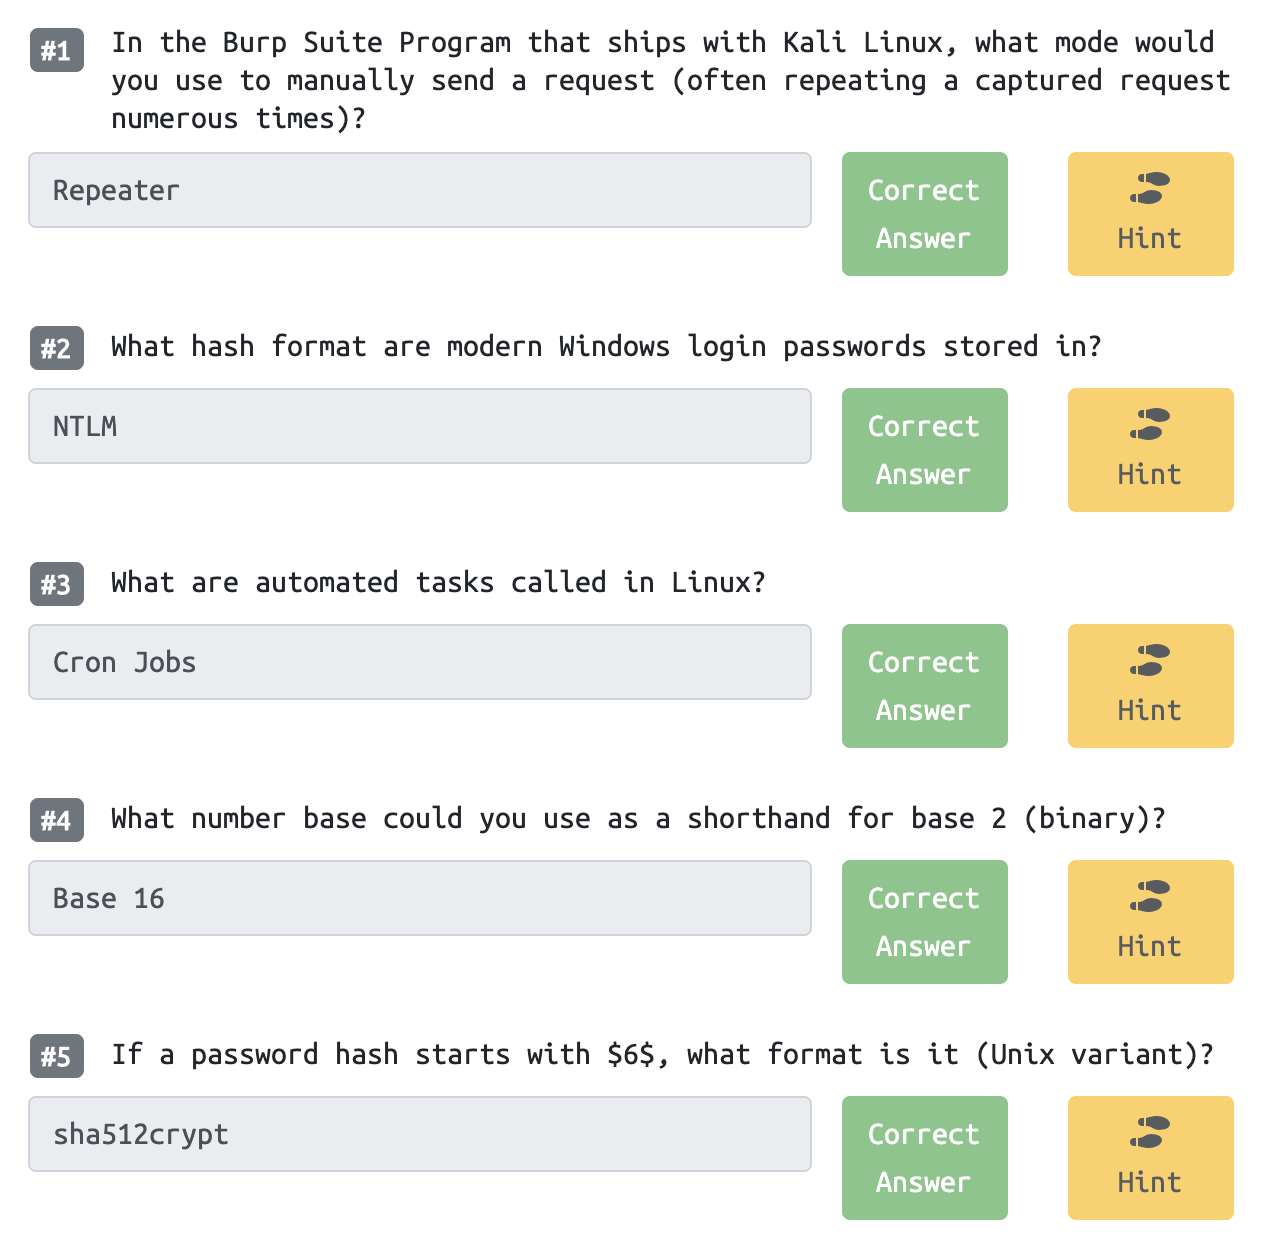 #1 In the Burp Suite Program that ships with Kali Linux, what mode would
you use to manually send a request (often repeating a captured request
numerous times)?
Repeater
Correct
Answer
Hint
#2 What hash format are modern Windows login passwords stored in?
NTLM
Correct
Answer
Hint
#3 What are automated tasks called in Linux?
Cron Jobs
Correct
Answer
Hint
#4 What number base could you use as a shorthand for base 2 (binary)?
Base 16
Correct
Answer
Hint
#5 If a password hash starts with $6$, what format is it (Unix variant)?
sha512crypt
Correct
Answer
Hint